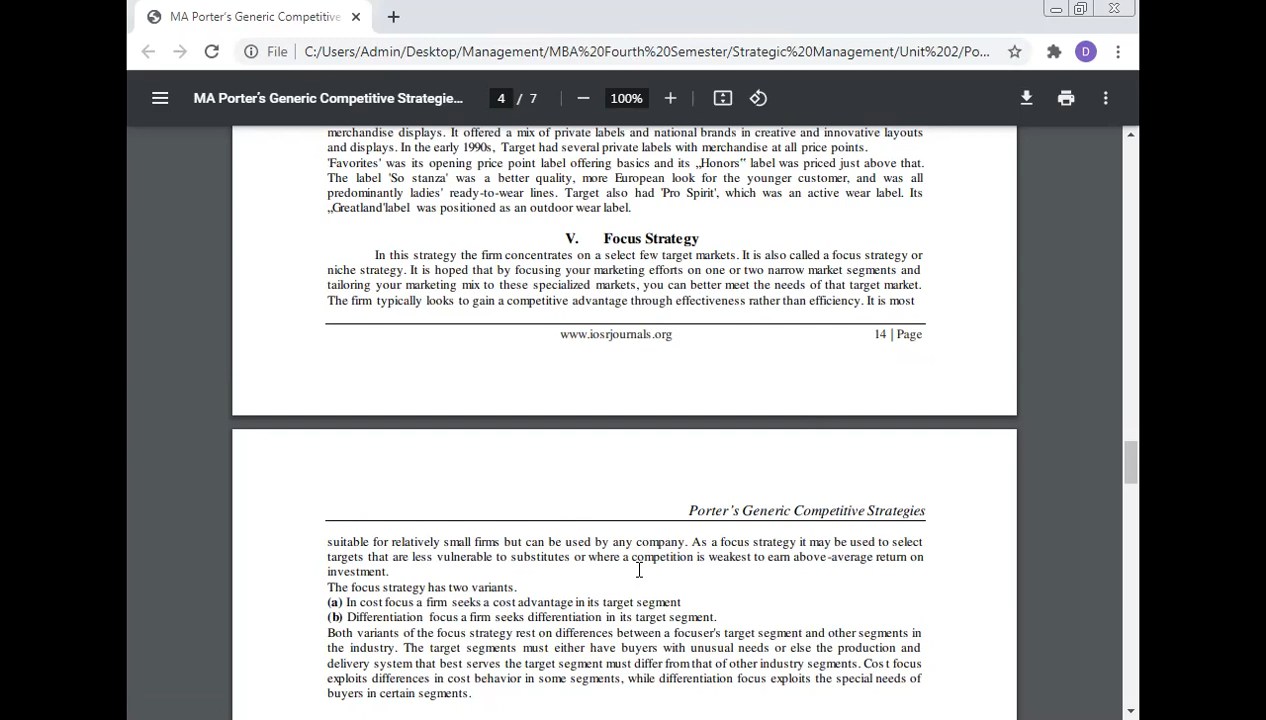 MA Porter's Generic Competitive
File C:/Users/Admin/Desktop/Management/MBA%20Fourth%20Semester/Strategic%20Management/Unit%202/Po... D
MA Porter's Generic Competitive Strategie... 4 / 7 100%
merchandise displays. It offered a mix of private labels and national brands in creative and innovative layouts
and displays. In the early 1990s, Target had several private labels with merchandise at all price points.
'Favorites' was its opening price point label offering basics and its „Honors" label was priced just above that.
The label 'So stanza' was a better quality, more European look for the younger customer, and was all
predominantly ladies' ready-to-wear lines. Target also had 'Pro Spirit', which was an active wear label. Its
„Greatland'label was positioned as an outdoor wear label.
V. Focus Strategy
In this strategy the firm concentrates on a select few target markets. It is also called a focus strategy or
niche strategy. It is hoped that by focusing your marketing efforts on one or two narrow market segments and
tailoring your marketing mix to these specialized markets, you can better meet the needs of that target market.
The firm typically looks to gain a competitive advantage through effectiveness rather than efficiency. It is most
www.iosrjournals.org 14 | Page
Porter's Generic Competitive Strategies
suitable for relatively small firms but can be used by any company. As a focus strategy it may be used to select
targets that are less vulnerable to substitutes or where a competition is weakest to earn above-average return on
investment.
The focus strategy has two variants.
(a) In cost focus a firm seeks a cost advantage in its target segment
(b) Differentiation focus a firm seeks differentiation in its target segment.
Both variants of the focus strategy rest on differences between a focuser's target segment and other segments in
the industry. The target segments must either have buyers with unusual needs or else the production and
delivery system that best serves the target segment must differ from that of other industry segments. Cost focus
exploits differences in cost behavior in some segments, while differentiation focus exploits the special needs of
buyers in certain segments.